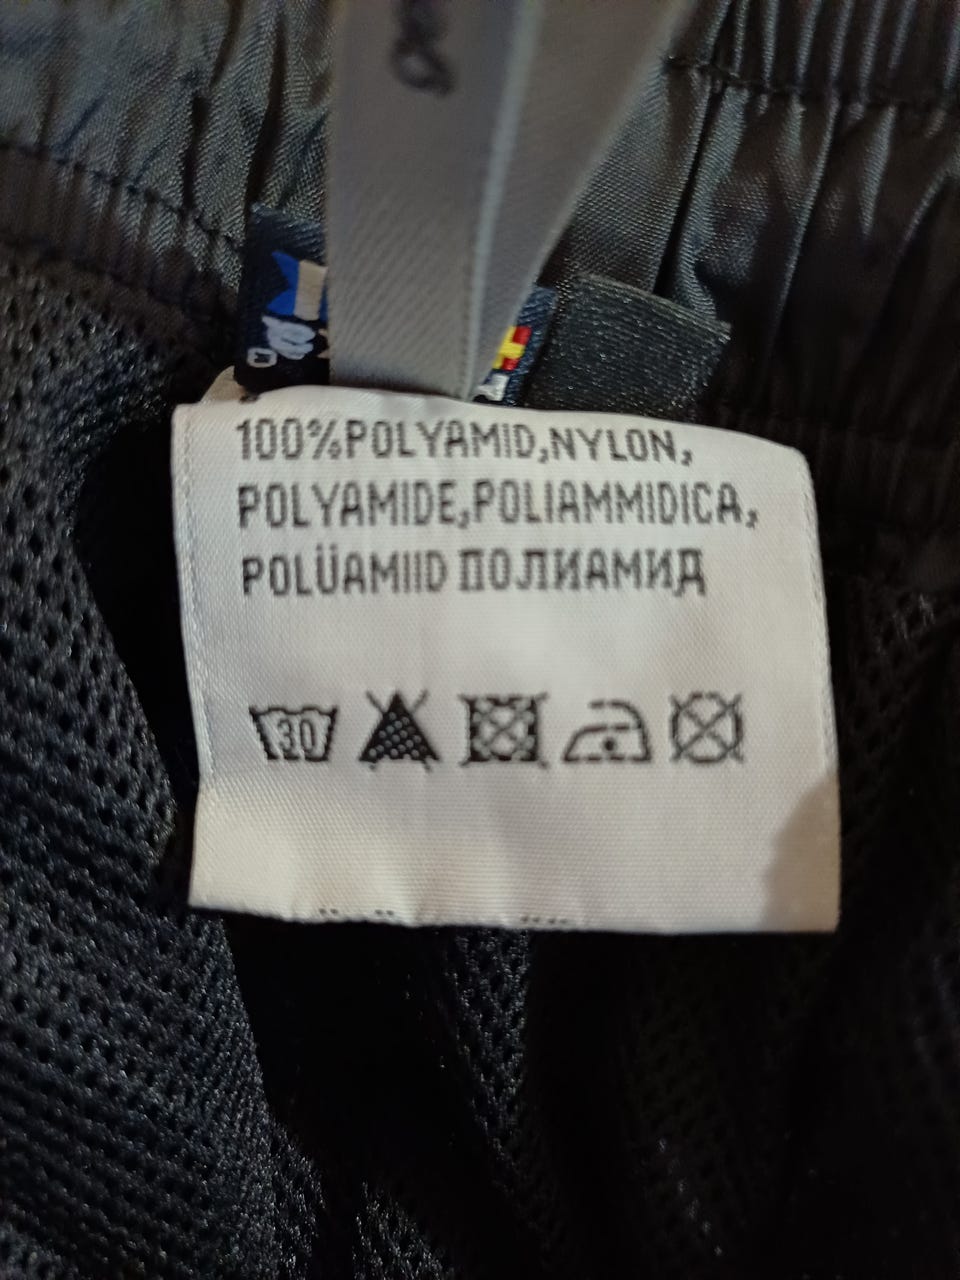 100%POLYAMID,NYLON,
POLYAMIDE,POLIAMMIDICA,
POLÜAMIID ПОЛИАМИД
30